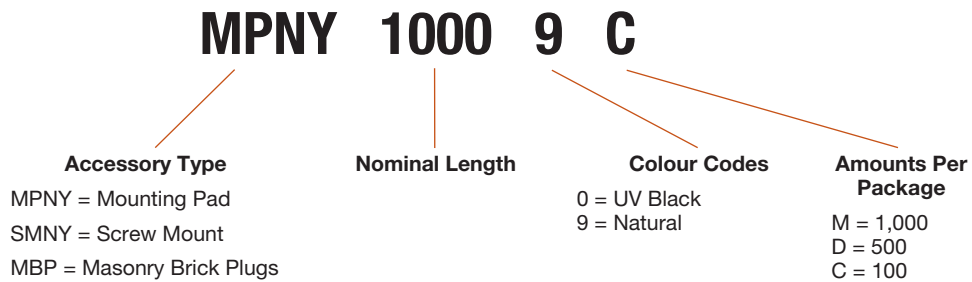 MPNY 1000 9 C
Accessory Type
MPNY = Mounting Pad
SMNY = Screw Mount
MBP = Masonry Brick Plugs
Nominal Length
Colour Codes
0 = UV Black
9 = Natural
Amounts Per
Package
M = 1,000
D = 500
C = 100